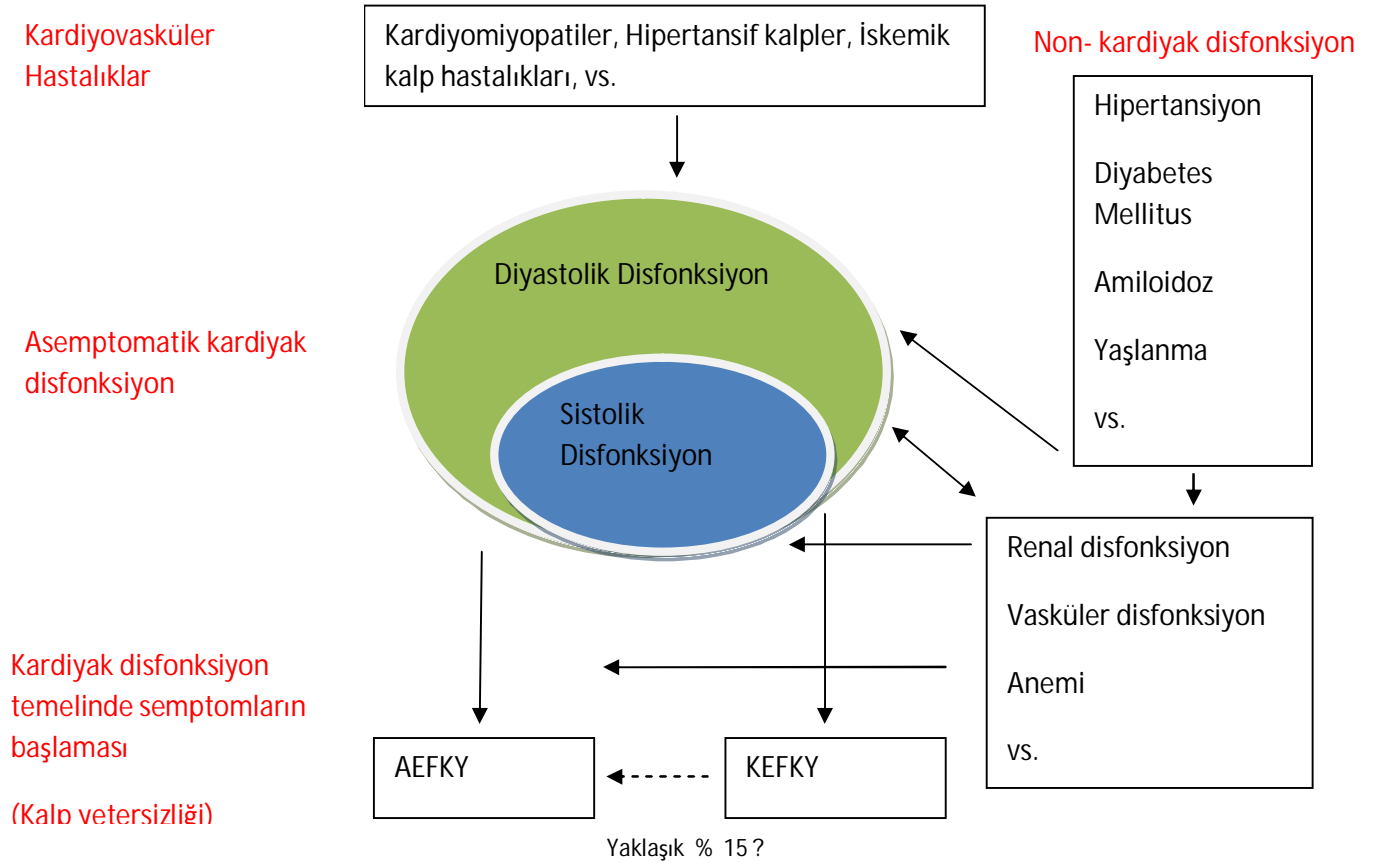 Kardiyovasküler
Hastalıklar
Kardiyomiyopatiler, Hipertansif kalpler, İskemik
kalp hastalıkları, vs.
Non- kardiyak disfonksiyon
Hipertansiyon
Diyabetes
Mellitus
Amiloidoz
Yaşlanma
vs.
Diyastolik Disfonksiyon
Asemptomatik kardiyak
disfonksiyon
Sistolik
Disfonksiyon
Renal disfonksiyon
Vasküler disfonksiyon
Anemi
vs.
Kardiyak disfonksiyon
temelinde semptomların
başlaması
(Kalp yetersizliği)
AEFKY
KEFKY
Yaklaşık % 15 ?